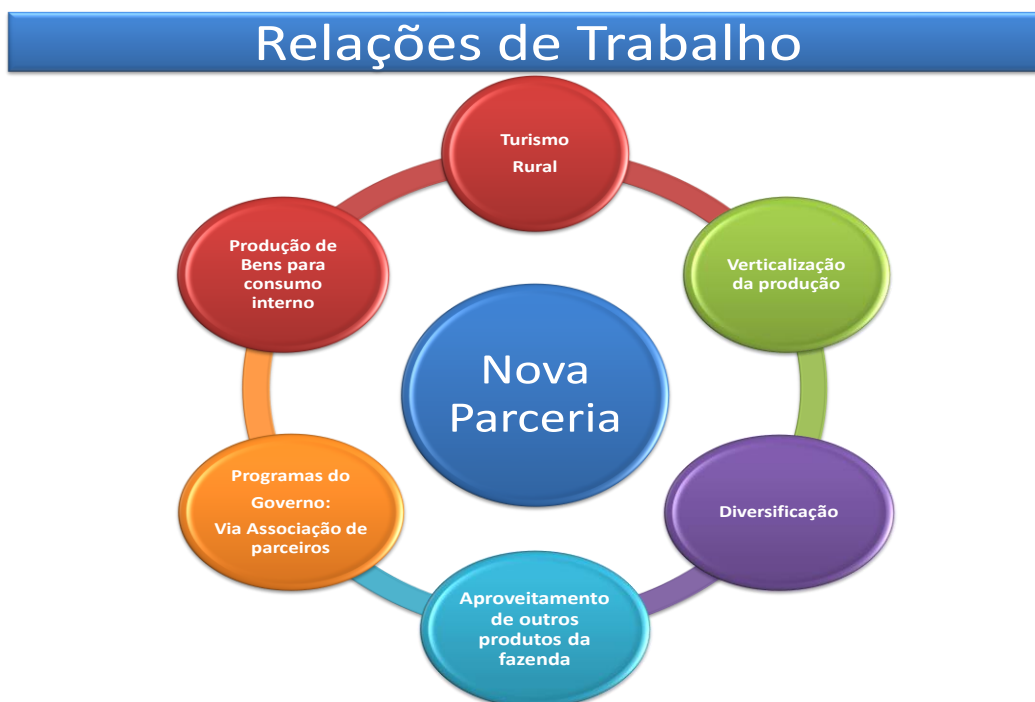 Relações de Trabalho
Turismo
Rural
Verticalização
da produção
Diversificação
Aproveitamento
de outros
produtos da
fazenda
Programas do
Governo:
Via Associação de
parceiros
Produção de
Bens para
consumo
interno
Nova
Parceria